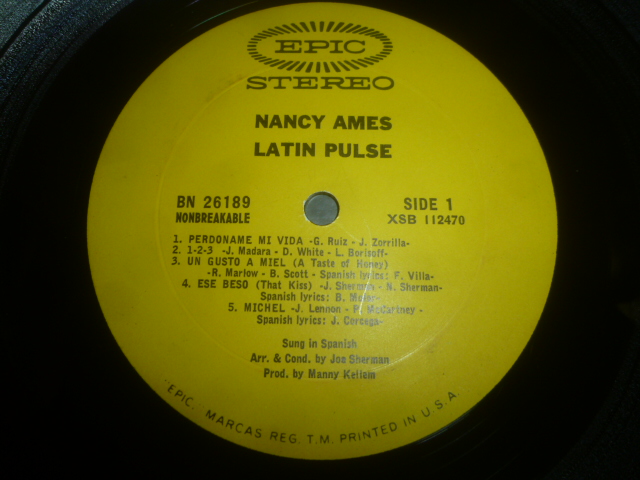 EPIC
STEREO
NANCY AMES
LATIN PULSE
BN 26189
NONBREAKABLE
SIDE 1
XSB 112470
1. PERDONAME MI VIDA -G. Ruiz - J. Zorrilla-
2. 1-2-3 -J. Madara - D. White - L. Borisoff-
3. UN GUSTO A MIEL (A Taste of Honey)
-R. Marlow - B. Scott - Spanish lyrics: F. Villa-
4. ESE BESO (That Kiss) -J. Sherman - N. Sherman-
Spanish lyrics: B.
5. MICHEL -J. Lennon - P. McCartney -
Spanish lyrics: J. Corcega-
Sung in Spanish
Arr. & Cond. by Joe Sherman
Prod. by Manny Kellem
"EPIC," MARCAS REG. T.M. PRINTED IN U.S.A.